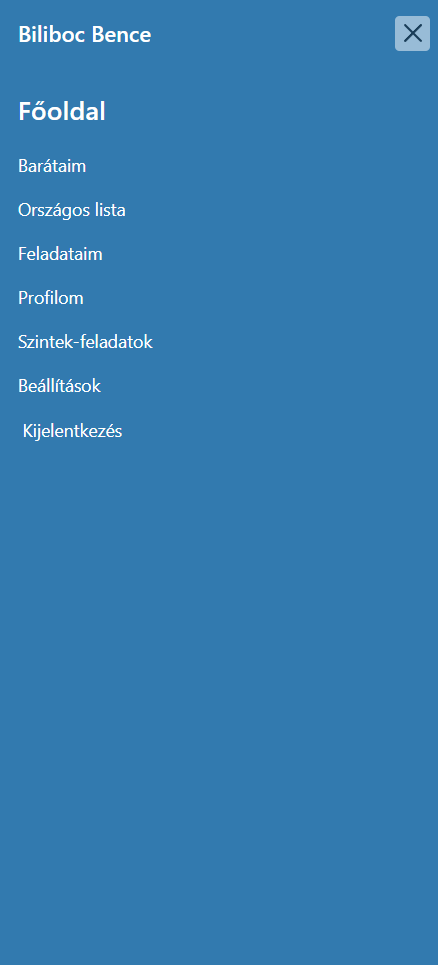 Biliboc Bence
Főoldal
Barátaim
Országos lista
Feladataim
Profilom
Szintek-feladatok
Beállítások
Kijelentkezés